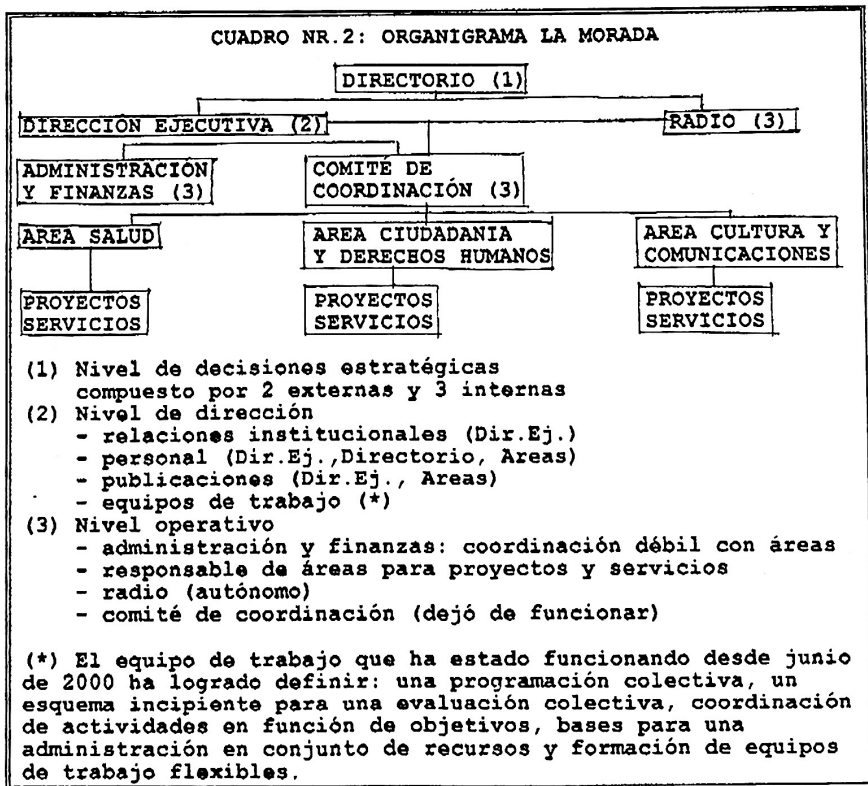 CUADRO NR.2: ORGANIGRAMA LA MORADA
DIRECTORIO (1)
DIRECCIÓN EJECUTIVA (2)
RADIO (3)
ADMINISTRACIÓN
Y FINANZAS (3)
COMITÉ DE
COORDINACIÓN (3)
AREA SALUD
AREA CIUDADANIA
Y DERECHOS HUMANOS
AREA CULTURA Y
COMUNICACIONES
PROYECTOS
SERVICIOS
PROYECTOS
SERVICIOS
PROYECTOS
SERVICIOS
(1) Nivel de decisiones estratégicas
compuesto por 2 externas y 3 internas
(2) Nivel de dirección
- relaciones institucionales (Dir.Ej.)
- personal (Dir.Ej.,Directorio, Areas)
- publicaciones (Dir.Ej., Areas)
- equipos de trabajo (*)
(3) Nivel operativo
- administración y finanzas: coordinación débil con áreas
- responsable de áreas para proyectos y servicios
- radio (autónomo)
- comité de coordinación (dejó de funcionar)
(*) El equipo de trabajo que ha estado funcionando desde junio
de 2000 ha logrado definir: una programación colectiva, un
esquema incipiente para una evaluación colectiva, coordinación
de actividades en función de objetivos, bases para una
administración en conjunto de recursos y formación de equipos
de trabajo flexibles.